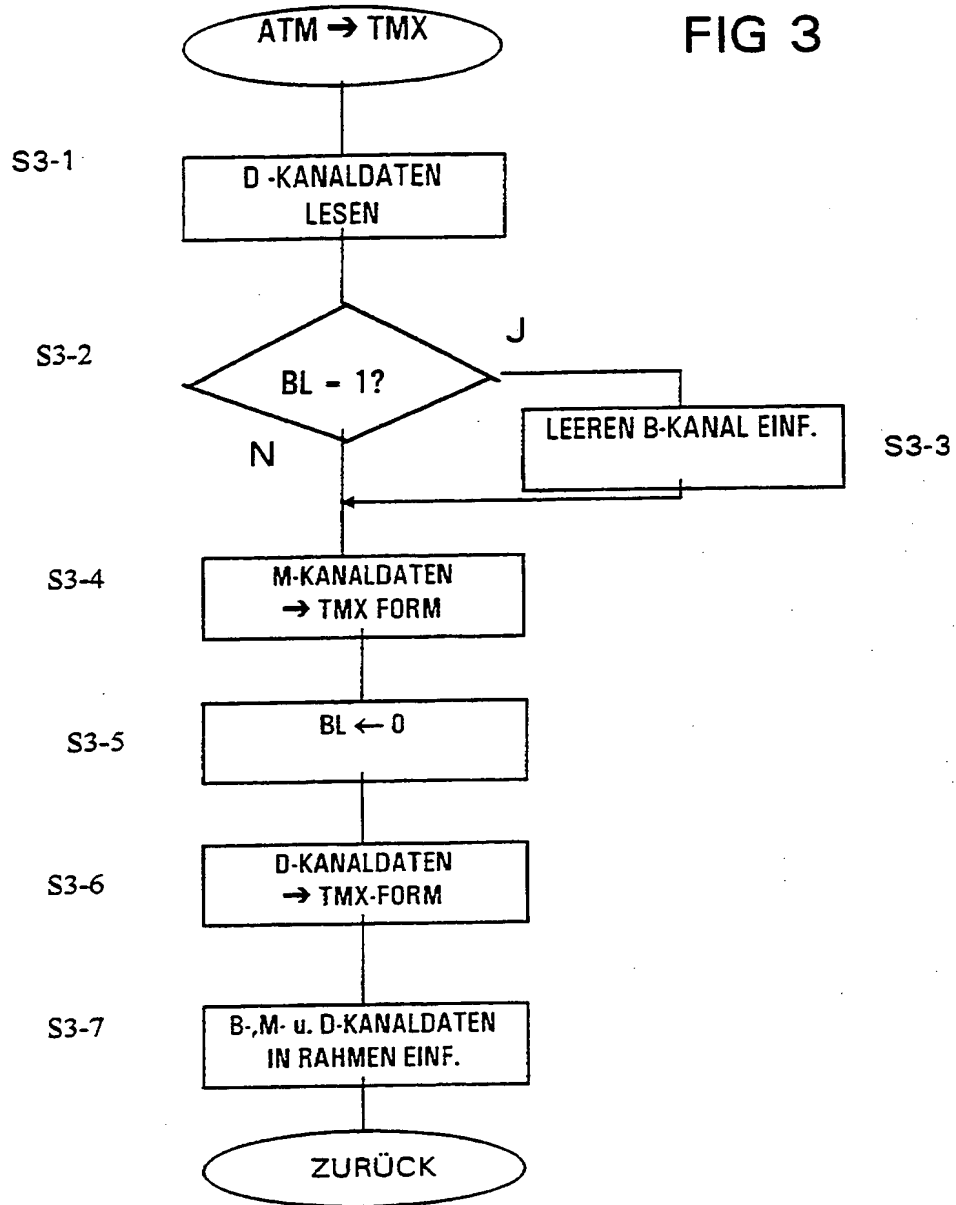 FIG 3
ATM → TMX
S3-1
D-KANALDATEN
LESEN
S3-2
BL = 1?
J
N
LEEREN B-KANAL EINF.
S3-3
S3-4
M-KANALDATEN
→ TMX FORM
S3-5
BL ← 0
S3-6
D-KANALDATEN
→ TMX-FORM
S3-7
B-,M- u. D-KANALDATEN
IN RAHMEN EINF.
ZURÜCK